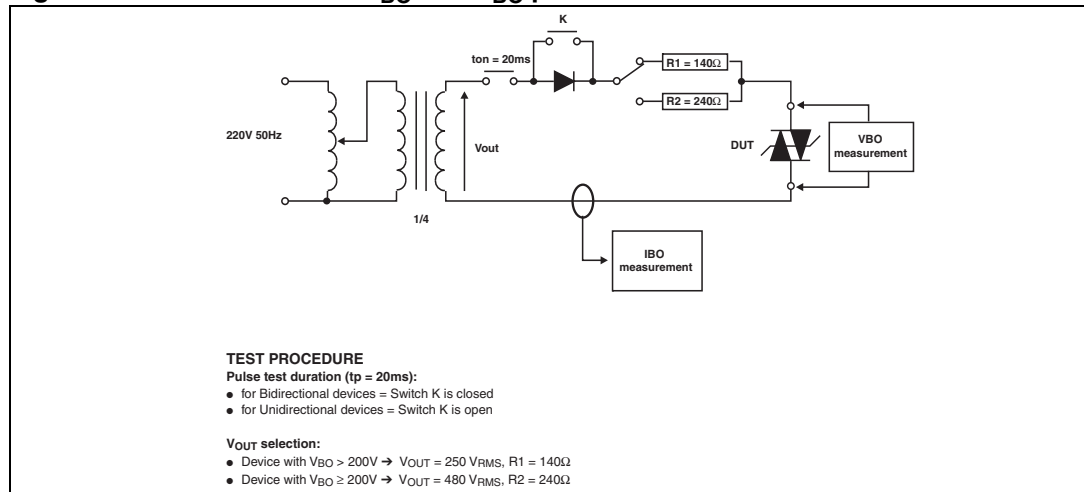 K
ton = 20ms
R1 = 140Ω
R2 = 240Ω
220V 50Hz
Vout
DUT
VBO
measurement
1/4
IBO
measurement
TEST PROCEDURE
Pulse test duration (tp = 20ms):
● for Bidirectional devices = Switch K is closed
● for Unidirectional devices = Switch K is open
VOUT selection:
● Device with VBO > 200V ➔ VOUT = 250 VRMS, R1 = 140Ω
● Device with VBO ≥ 200V ➔ VOUT = 480 VRMS, R2 = 240Ω